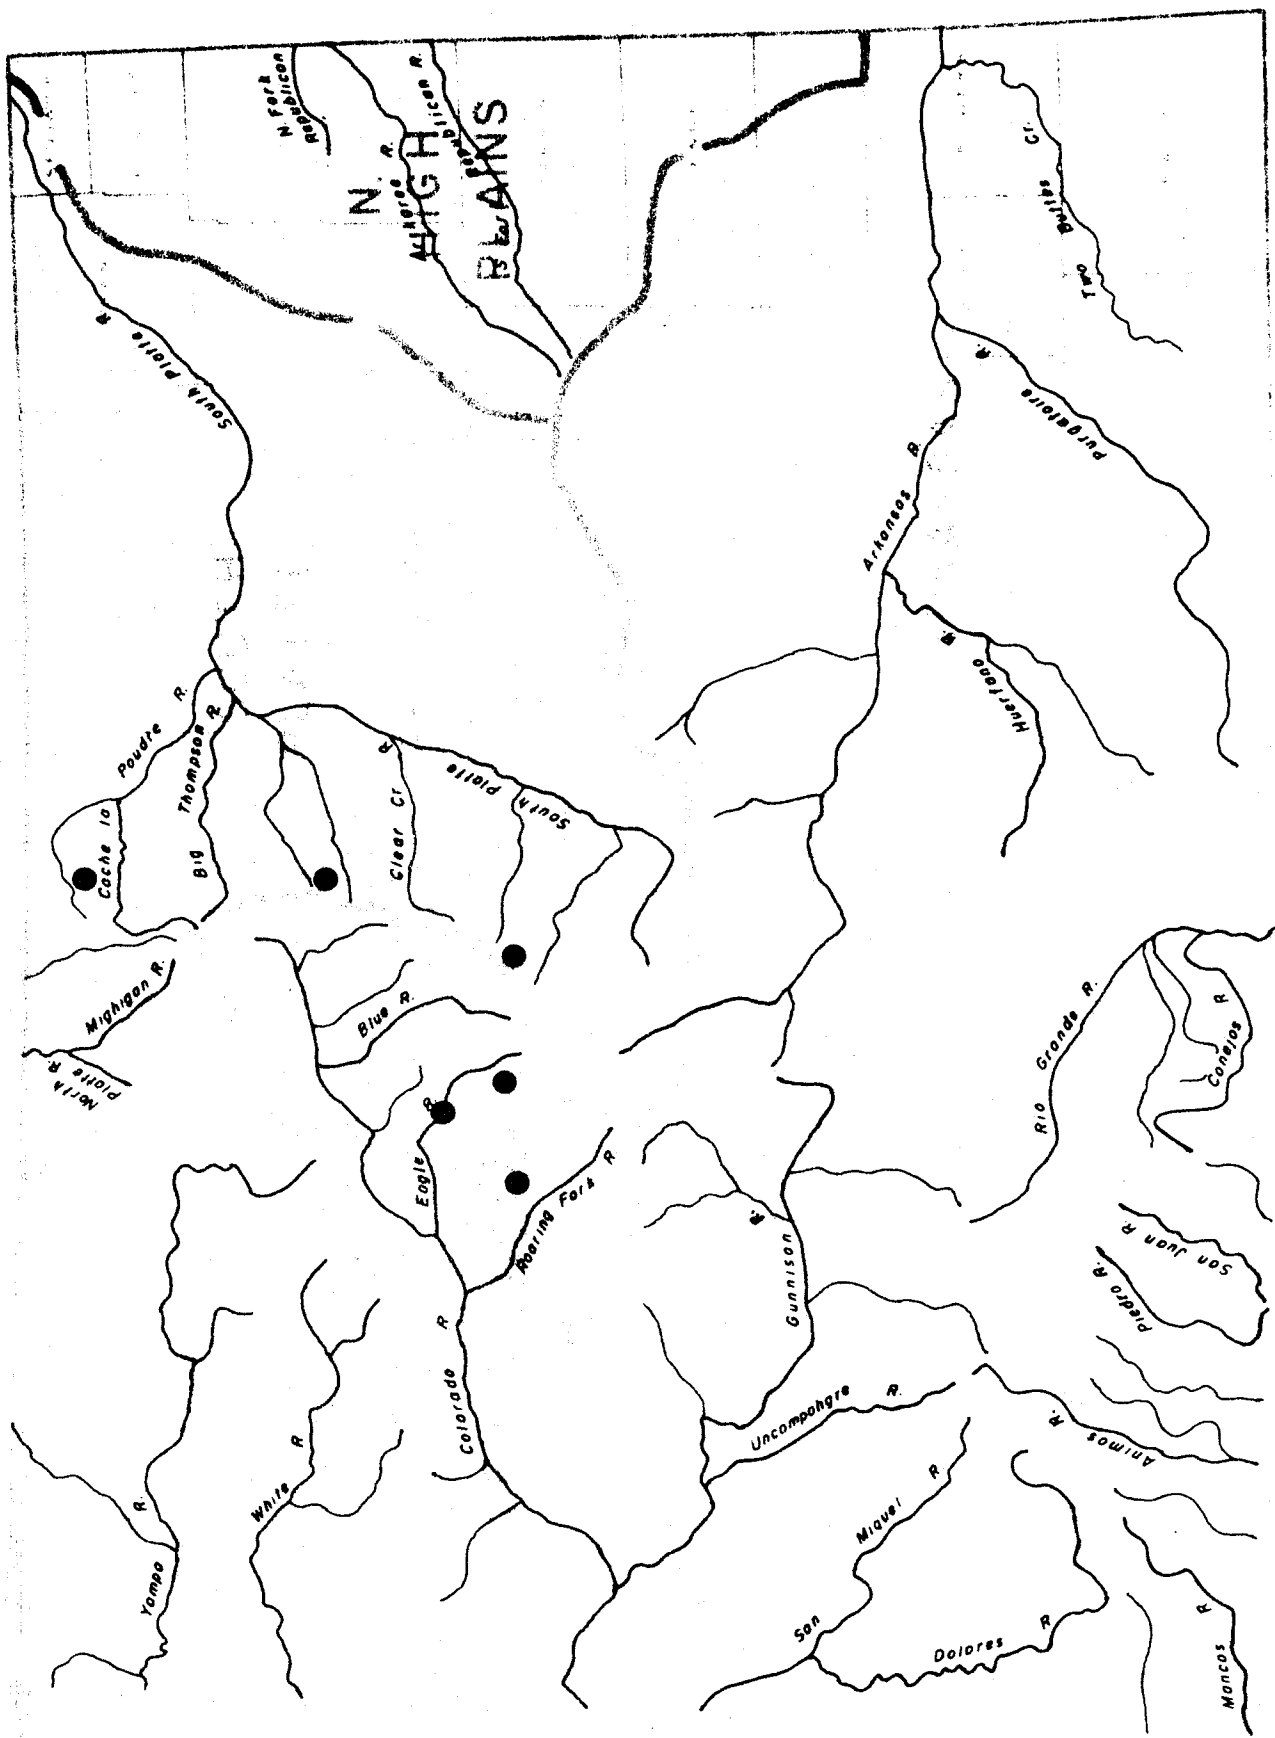 N. Fork
Republican
R.
Arikaree R.
Republican R.
N.
HIGH
PLAINS
South Platte R
Two Buttes Cr.
Purgatoire R.
Arkansas R.
Huerfano R.
Cache la Poudre R.
Big Thompson R.
Clear Cr
South Platte R
Michigan R.
North
Platte R.
Blue R.
Eagle R
Roaring Fork R
Colorado R
Gunnison R.
Uncompahgre R.
Rio Grande R.
Conejos R
San Juan R
Piedra R.
Animas R.
Yampa R.
White R
San Miguel R
Dolores R
Mancos R